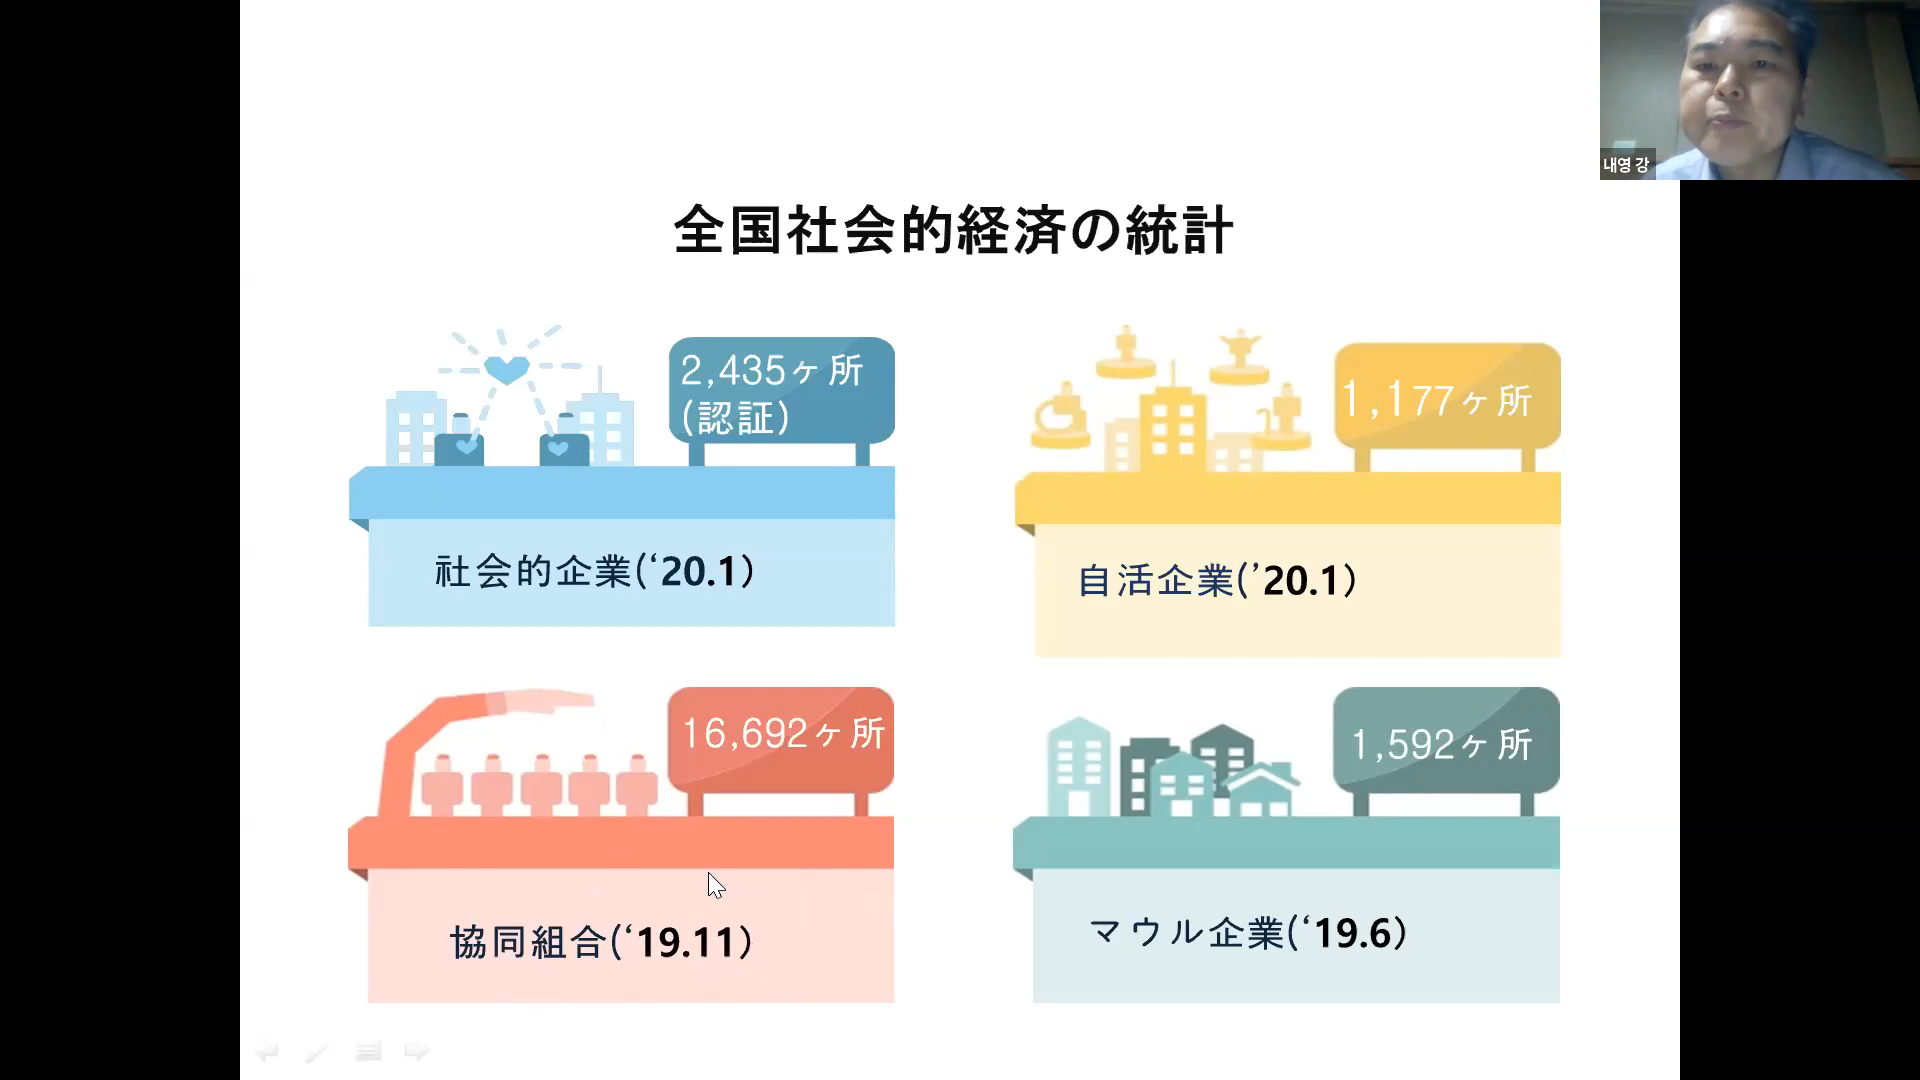 내영 강
全国社会的経済の統計
2,435ヶ所
(認証)
社会的企業(‘20.1)
1,177ヶ所
自活企業(’20.1)
16,692ヶ所
協同組合(‘19.11)
1,592ヶ所
マウル企業(‘19.6)